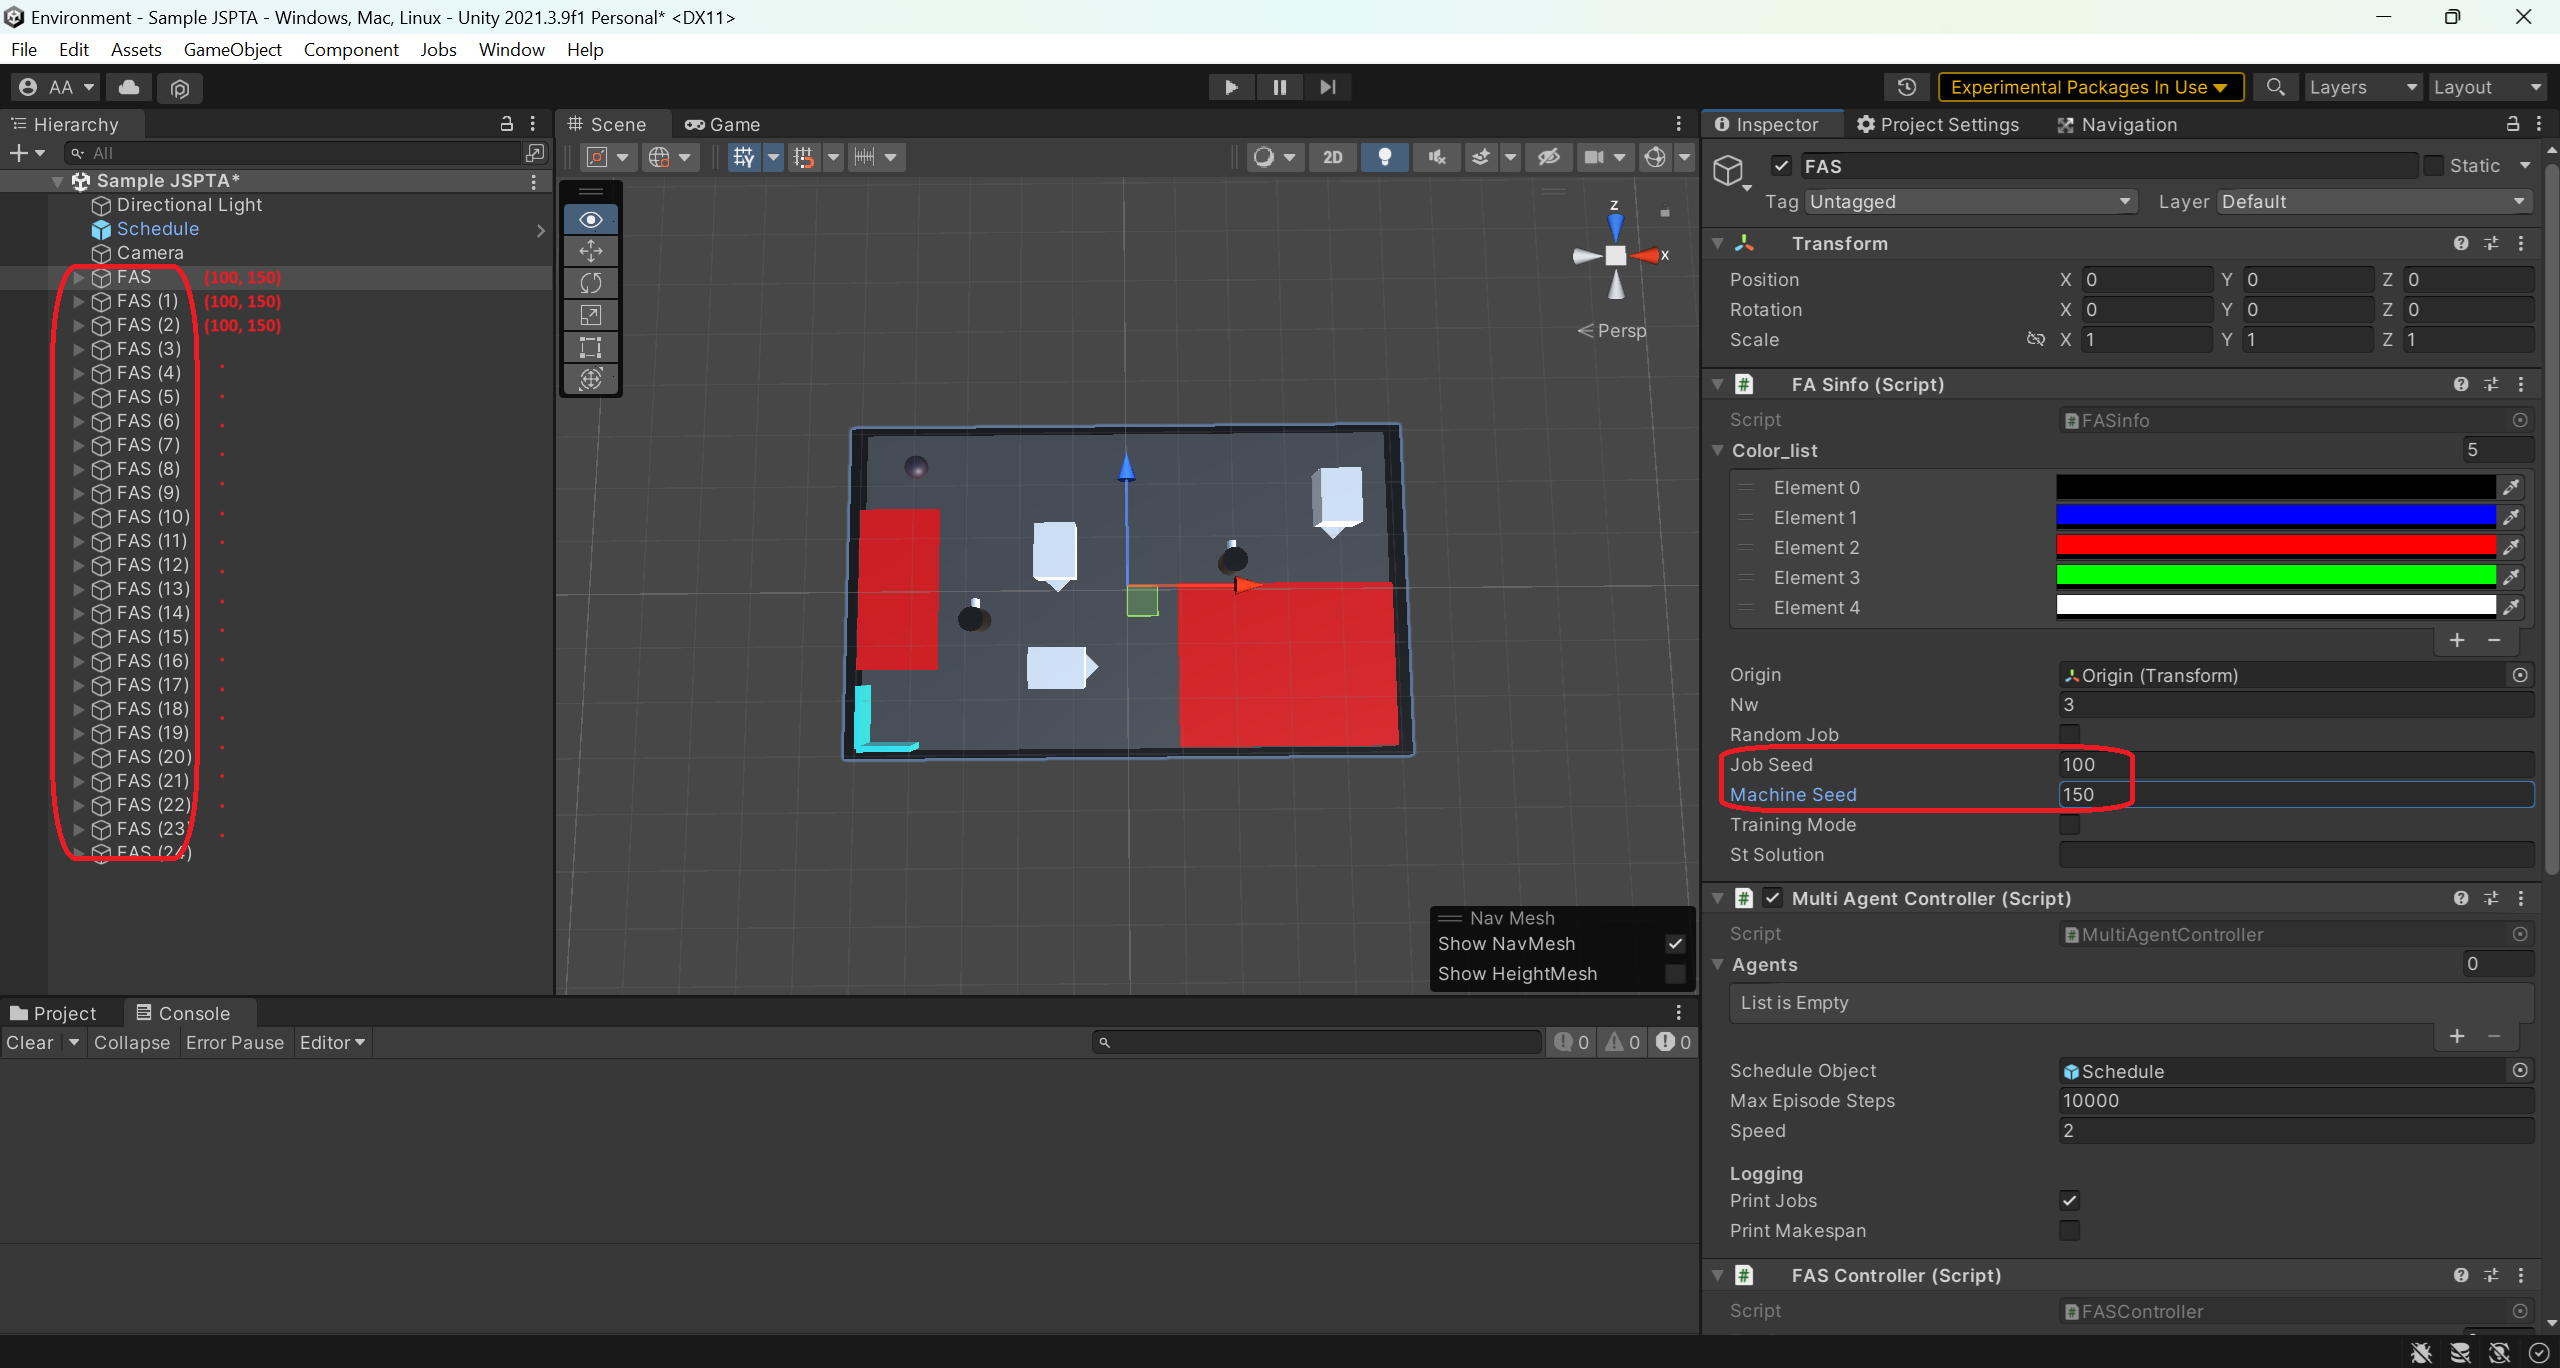 Environment - Sample JSPTA - Windows, Mac, Linux - Unity 2021.3.9f1 Personal* <DX11>
File Edit Assets GameObject Component Jobs Window Help
AA Experimental Packages In Use Layers Layout
Hierarchy
All
Sample JSPTA*
Directional Light
Schedule
Camera
FAS (100, 150)
FAS (1) (100, 150)
FAS (2) (100, 150)
FAS (3)
FAS (4)
FAS (5)
FAS (6)
FAS (7)
FAS (8)
FAS (9)
FAS (10)
FAS (11)
FAS (12)
FAS (13)
FAS (14)
FAS (15)
FAS (16)
FAS (17)
FAS (18)
FAS (19)
FAS (20)
FAS (21)
FAS (22)
FAS (23)
FAS (24)
Scene Game
2D
z
x
Persp
Nav Mesh
Show NavMesh
Show HeightMesh
Project Console
Clear Collapse Error Pause Editor
0 0 0
Inspector Project Settings Navigation
FAS Static
Tag Untagged Layer Default
Transform
Position X 0 Y 0 Z 0
Rotation X 0 Y 0 Z 0
Scale X 1 Y 1 Z 1
# FA Sinfo (Script)
Script FASinfo
Color_list 5
Element 0
Element 1
Element 2
Element 3
Element 4
+ −
Origin Origin (Transform)
Nw 3
Random Job
Job Seed 100
Machine Seed 150
Training Mode
St Solution
# Multi Agent Controller (Script)
Script MultiAgentController
Agents 0
List is Empty
+ −
Schedule Object Schedule
Max Episode Steps 10000
Speed 2
Logging
Print Jobs
Print Makespan
# FAS Controller (Script)
Script FASController